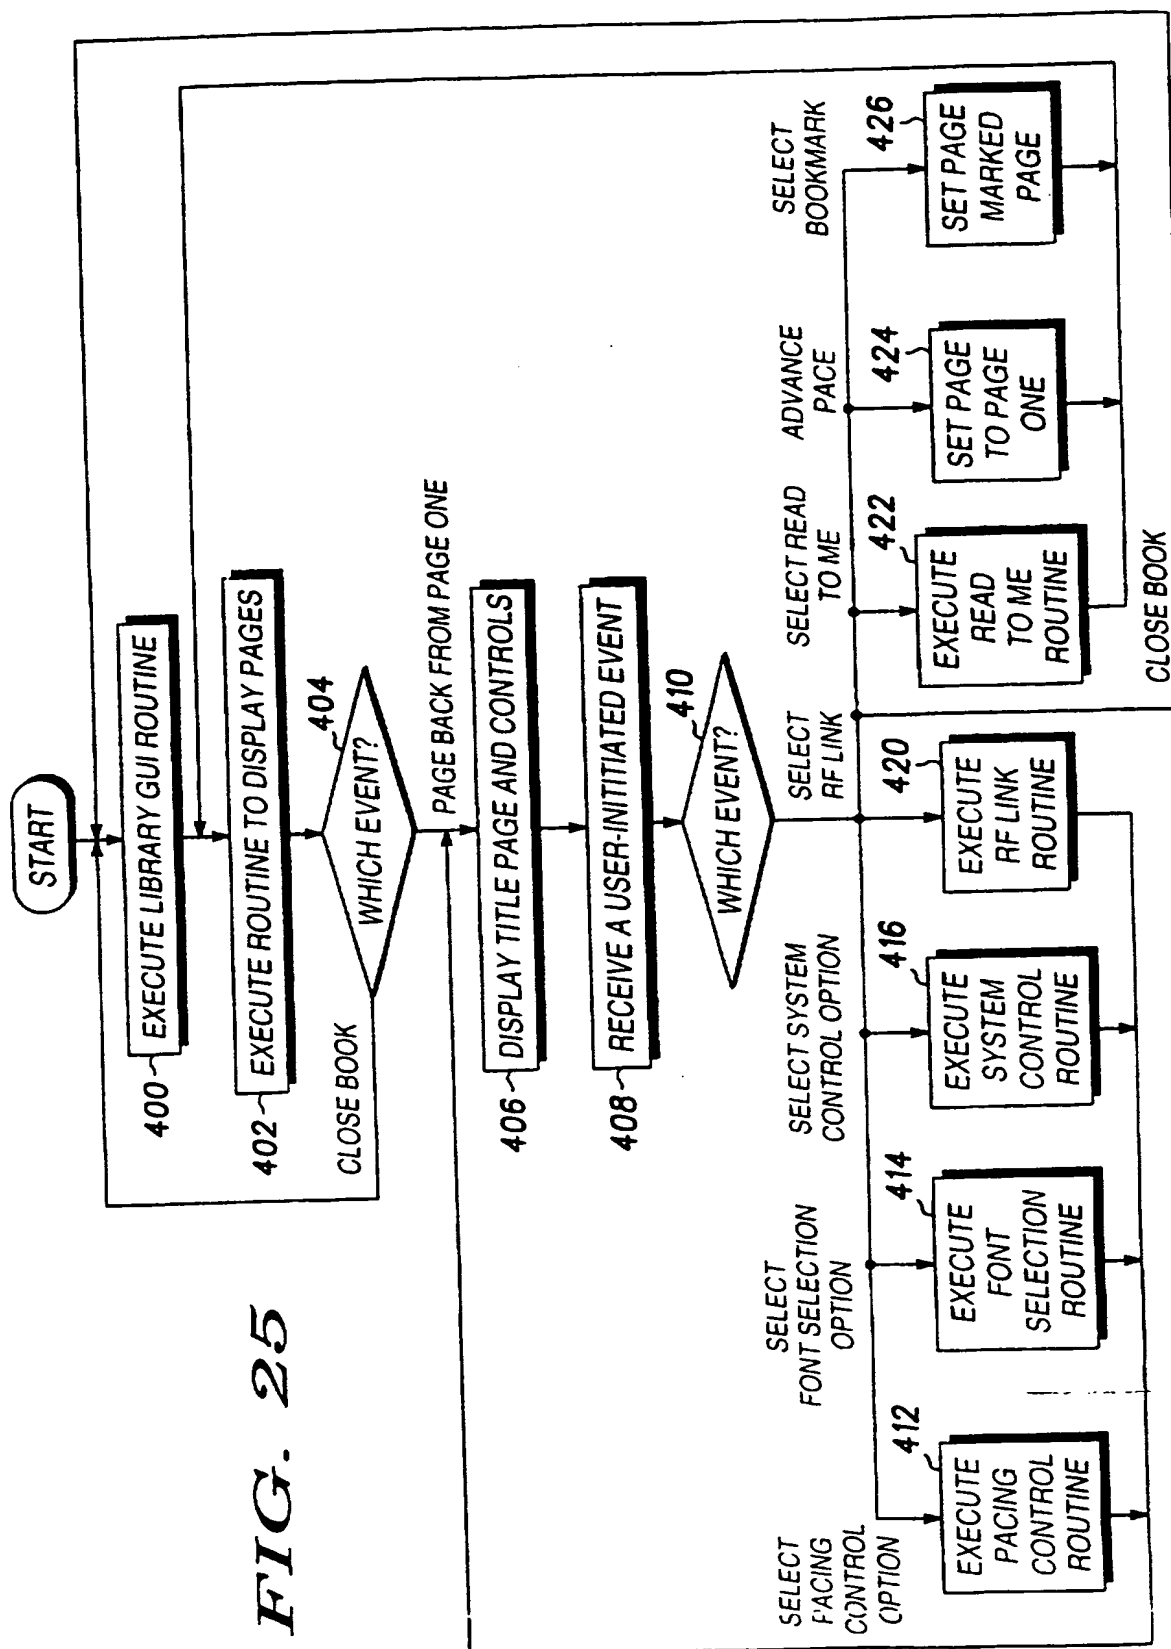 FIG. 25
START
400
EXECUTE LIBRARY GUI ROUTINE
402
EXECUTE ROUTINE TO DISPLAY PAGES
404
WHICH EVENT?
CLOSE BOOK
PAGE BACK FROM PAGE ONE
406
DISPLAY TITLE PAGE AND CONTROLS
408
RECEIVE A USER-INITIATED EVENT
410
WHICH EVENT?
SELECT
PACING
CONTROL
OPTION
412
EXECUTE
PACING
CONTROL
ROUTINE
SELECT
FONT SELECTION
OPTION
414
EXECUTE
FONT
SELECTION
ROUTINE
SELECT SYSTEM
CONTROL OPTION
416
EXECUTE
SYSTEM
CONTROL
ROUTINE
SELECT
RF LINK
420
EXECUTE
RF LINK
ROUTINE
SELECT READ
TO ME
422
EXECUTE
READ
TO ME
ROUTINE
ADVANCE
PACE
424
SET PAGE
TO PAGE
ONE
SELECT
BOOKMARK
426
SET PAGE
MARKED
PAGE
CLOSE BOOK